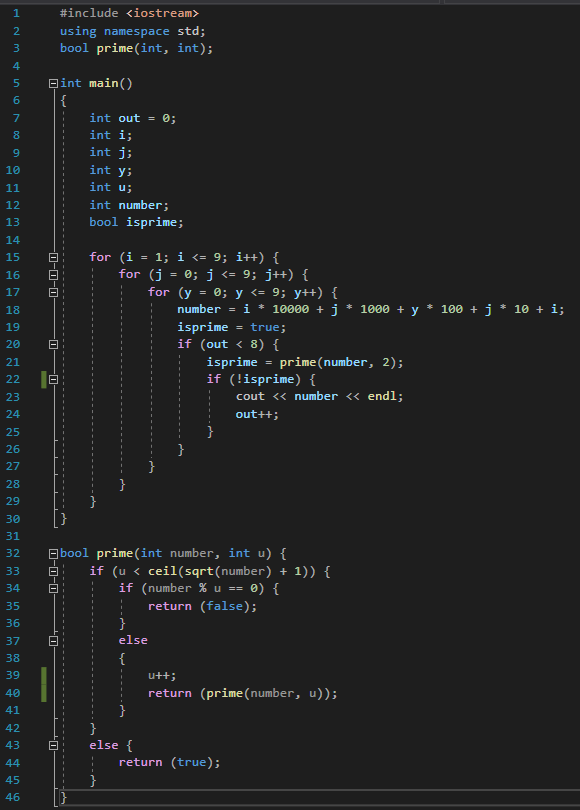 1 #include <iostream>
2 using namespace std;
3 bool prime(int, int);
4
5 int main()
6 {
7 int out = 0;
8 int i;
9 int j;
10 int y;
11 int u;
12 int number;
13 bool isprime;
14
15 for (i = 1; i <= 9; i++) {
16 for (j = 0; j <= 9; j++) {
17 for (y = 0; y <= 9; y++) {
18 number = i * 10000 + j * 1000 + y * 100 + j * 10 + i;
19 isprime = true;
20 if (out < 8) {
21 isprime = prime(number, 2);
22 if (!isprime) {
23 cout << number << endl;
24 out++;
25 }
26 }
27 }
28 }
29 }
30 }
31
32 bool prime(int number, int u) {
33 if (u < ceil(sqrt(number) + 1)) {
34 if (number % u == 0) {
35 return (false);
36 }
37 else
38 {
39 u++;
40 return (prime(number, u));
41 }
42 }
43 else {
44 return (true);
45 }
46 }